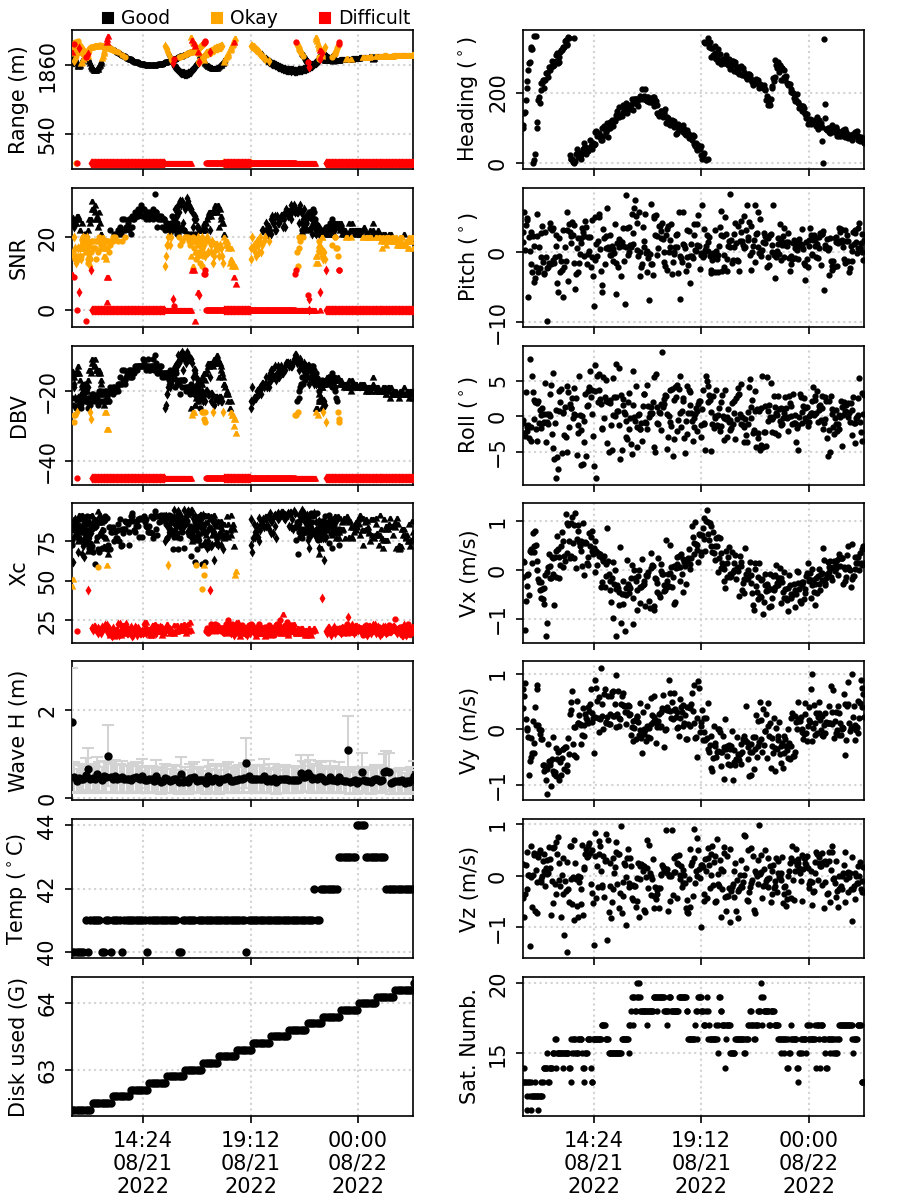 Good Okay Difficult
Range (m)
1860
540
Heading (°)
200
0
SNR
20
0
Pitch (°)
0
−10
DBV
−20
−40
Roll (°)
5
0
−5
Xc
75
50
25
Vx (m/s)
1
0
−1
Wave H (m)
2
0
Vy (m/s)
1
0
−1
Temp (°C)
44
42
40
Vz (m/s)
1
0
−1
Disk used (G)
64
63
Sat. Numb.
20
15
14:24 19:12 00:00
08/21 08/21 08/22
2022 2022 2022
14:24 19:12 00:00
08/21 08/21 08/22
2022 2022 2022